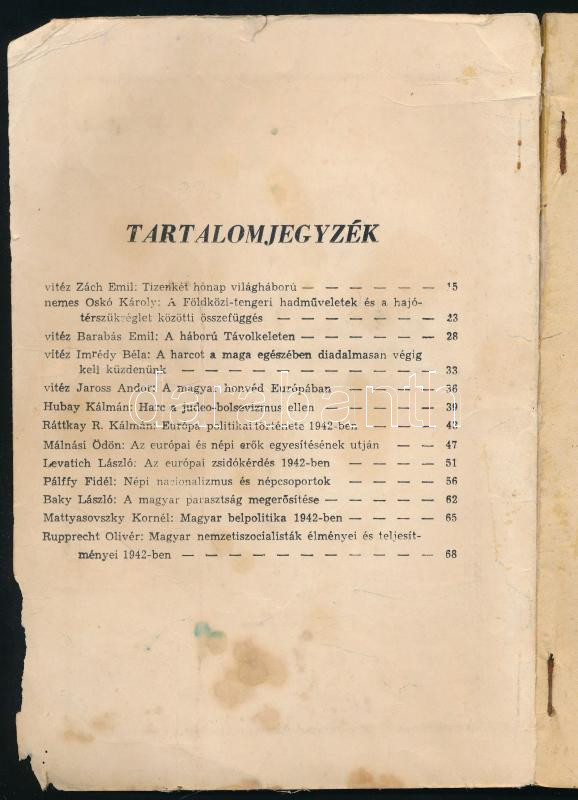 TARTALOMJEGYZÉK
vitéz Zách Emil: Tizenkét hónap világháború — — — — — — — 15
nemes Oskó Károly: A Földközi-tengeri hadműveletek és a hajó-
térszükséglet közötti összefüggés — — — — — — — — 23
vitéz Barabás Emil: A háború Távolkeleten — — — — — — — 28
vitéz Imrédy Béla: A harcot a maga egészében diadalmasan végig
kell küzdenünk — — — — — — — — — — — — 33
vitéz Jaross Andor: A magyar honvéd Európában — — — — — 36
Hubay Kálmán: Harc a judeo-bolsevizmus ellen — — — — — — 39
Ráttkay R. Kálmán: Európa politikai története 1942-ben — — — — 42
Málnási Ödön: Az európai és népi erők egyesítésének útján — — 47
Levatich László: Az európai zsidókérdés 1942-ben — — — — — 51
Pálffy Fidél: Népi nacionalizmus és népcsoportok — — — — — 56
Baky László: A magyar parasztság megerősítése — — — — — — 62
Mattyasovszky Kornél: Magyar belpolitika 1942-ben — — — — — 65
Rupprecht Olivér: Magyar nemzetiszocialisták élményei és teljesít-
ményei 1942-ben — — — — — — — — — — — — 68
darabanth